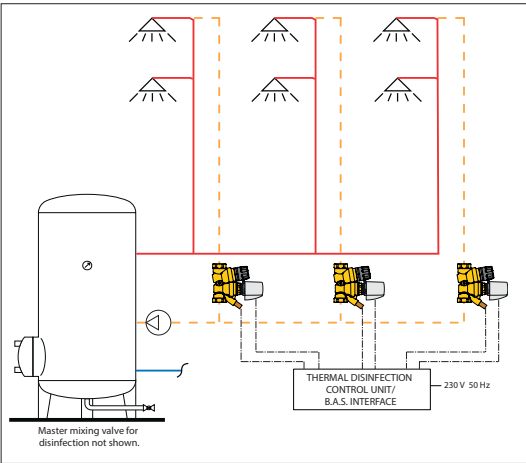 THERMAL DISINFECTION
CONTROL UNIT/
B.A.S. INTERFACE
230 V 50 Hz
Master mixing valve for
disinfection not shown.